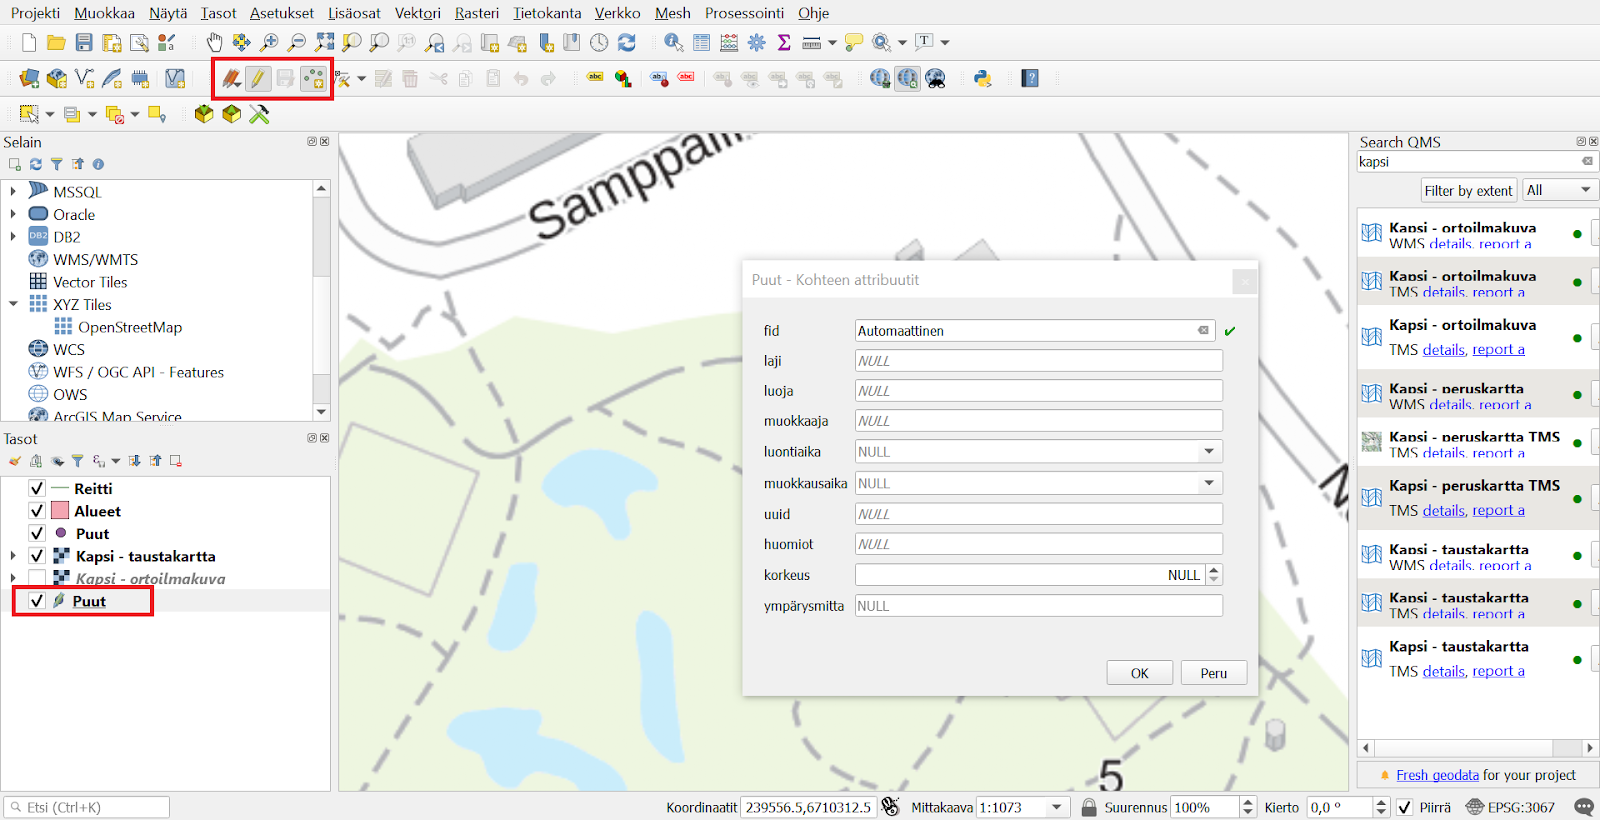 Projekti Muokkaa Näytä Tasot Asetukset Lisäosat Vektori Rasteri Tietokanta Verkko Mesh Prosessointi Ohje
Selain
MSSQL
Oracle
DB2
WMS/WMTS
Vector Tiles
XYZ Tiles
OpenStreetMap
WCS
WFS / OGC API - Features
OWS
ArcGIS Map Service
Tasot
Reitti
Alueet
Puut
Kapsi - taustakartta
Kapsi - ortoilmakuva
Puut
Samppali
5
Puut - Kohteen attribuutit
fid Automaattinen
laji NULL
luoja NULL
muokkaaja NULL
luontiaika NULL
muokkausaika NULL
uuid NULL
huomiot NULL
korkeus NULL
ympärysmitta NULL
OK Peru
Search QMS
kapsi
Filter by extent All
Kapsi - ortoilmakuva
WMS details, report a
Kapsi - ortoilmakuva
TMS details, report a
Kapsi - ortoilmakuva
TMS details, report a
Kapsi - peruskartta
WMS details, report a
Kapsi - peruskartta TMS
TMS details, report a
Kapsi - peruskartta TMS
TMS details, report a
Kapsi - taustakartta
WMS details, report a
Kapsi - taustakartta
TMS details, report a
Kapsi - taustakartta
TMS details, report a
Fresh geodata for your project
Etsi (Ctrl+K) Koordinaatit 239556.5,6710312.5 Mittakaava 1:1073 Suurennus 100% Kierto 0,0 ° Piirrä EPSG:3067